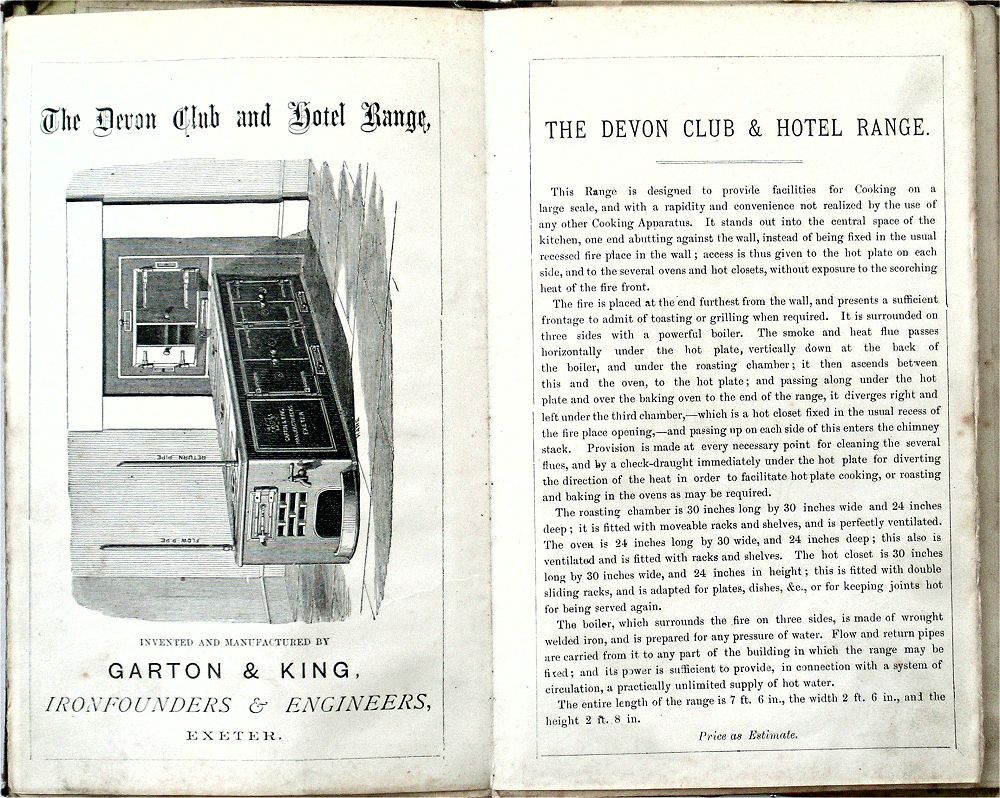 The Devon Club and Hotel Range,
RETURN PIPE
FLOW PIPE
INVENTED AND MANUFACTURED BY
GARTON & KING,
IRONFOUNDERS & ENGINEERS,
EXETER.
THE DEVON CLUB & HOTEL RANGE.
This Range is designed to provide facilities for Cooking on a
large scale, and with a rapidity and convenience not realized by the use of
any other Cooking Apparatus. It stands out into the central space of the
kitchen, one end abutting against the wall, instead of being fixed in the usual
recessed fire place in the wall; access is thus given to the hot plate on each
side, and to the several ovens and hot closets, without exposure to the scorching
heat of the fire front.
The fire is placed at the end furthest from the wall, and presents a sufficient
frontage to admit of toasting or grilling when required. It is surrounded on
three sides with a powerful boiler. The smoke and heat flue passes
horizontally under the hot plate, vertically down at the back of
the boiler, and under the roasting chamber; it then ascends between
this and the oven, to the hot plate; and passing along under the hot
plate and over the baking oven to the end of the range, it diverges right and
left under the third chamber,—which is a hot closet fixed in the usual recess of
the fire place opening,—and passing up on each side of this enters the chimney
stack. Provision is made at every necessary point for cleaning the several
flues, and by a check-draught immediately under the hot plate for diverting
the direction of the heat in order to facilitate hot plate cooking, or roasting
and baking in the ovens as may be required.
The roasting chamber is 30 inches long by 30 inches wide and 24 inches
deep; it is fitted with moveable racks and shelves, and is perfectly ventilated.
The oven is 24 inches long by 30 wide, and 24 inches deep; this also is
ventilated and is fitted with racks and shelves. The hot closet is 30 inches
long by 30 inches wide, and 24 inches in height; this is fitted with double
sliding racks, and is adapted for plates, dishes, &c., or for keeping joints hot
for being served again.
The boiler, which surrounds the fire on three sides, is made of wrought
welded iron, and is prepared for any pressure of water. Flow and return pipes
are carried from it to any part of the building in which the range may be
fixed; and its power is sufficient to provide, in connection with a system of
circulation, a practically unlimited supply of hot water.
The entire length of the range is 7 ft. 6 in., the width 2 ft. 6 in., and the
height 2 ft. 8 in.
Price as Estimate.